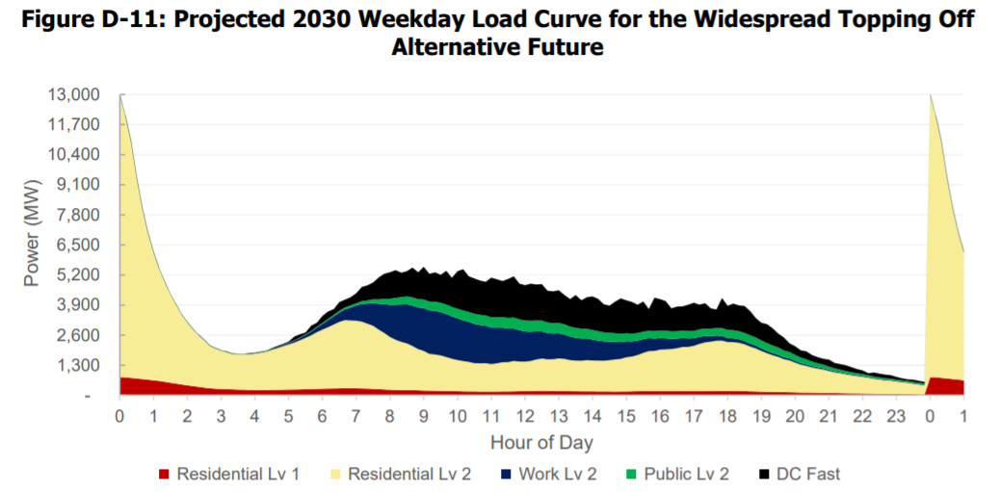 Figure D-11: Projected 2030 Weekday Load Curve for the Widespread Topping Off
Alternative Future
13,000
11,700
10,400
9,100
7,800
6,500
5,200
3,900
2,600
1,300
-
Power (MW)
0 1 2 3 4 5 6 7 8 9 10 11 12 13 14 15 16 17 18 19 20 21 22 23 0 1
Hour of Day
Residential Lv 1 Residential Lv 2 Work Lv 2 Public Lv 2 DC Fast